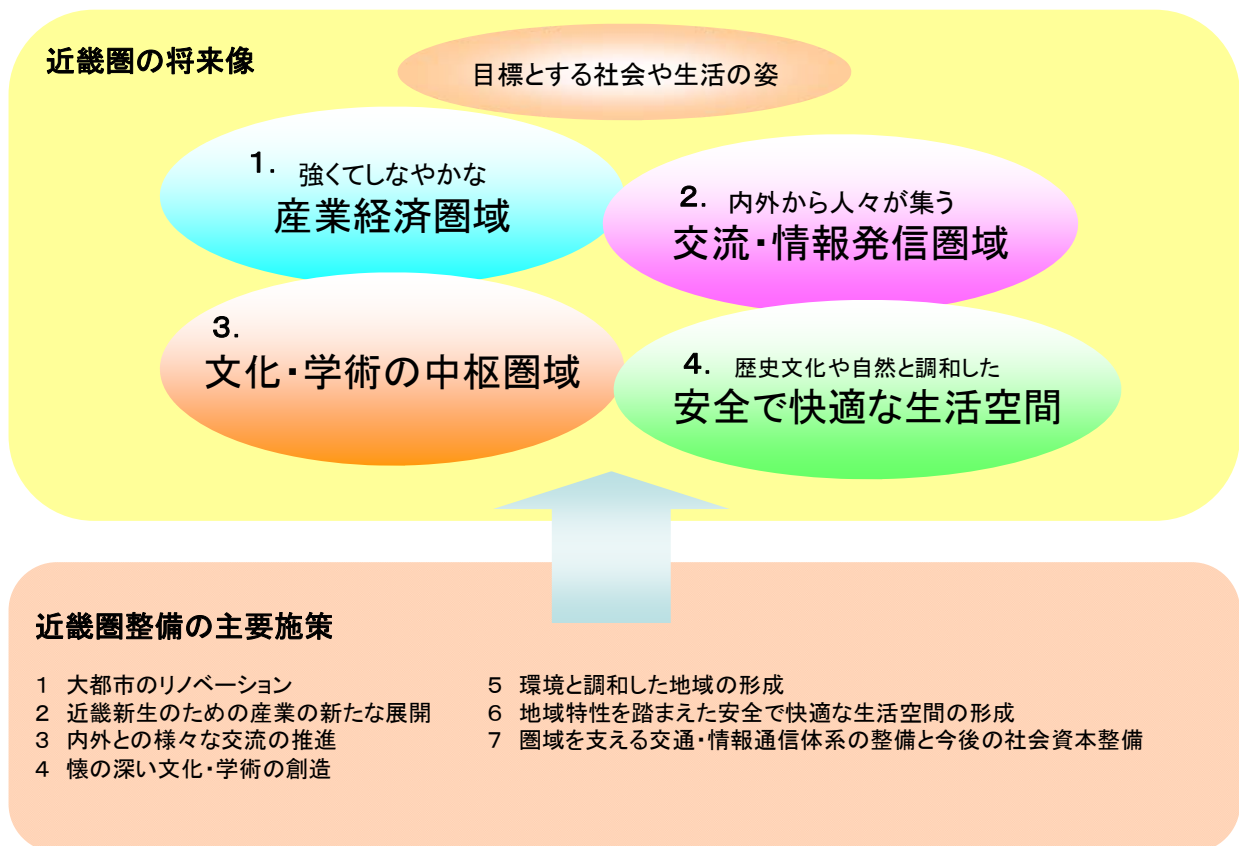 近畿圏の将来像
目標とする社会や生活の姿
1. 強くてしなやかな
産業経済圏域
2. 内外から人々が集う
交流・情報発信圏域
3.
文化・学術の中枢圏域
4. 歴史文化や自然と調和した
安全で快適な生活空間
近畿圏整備の主要施策
1 大都市のリノベーション
2 近畿新生のための産業の新たな展開
3 内外との様々な交流の推進
4 懐の深い文化・学術の創造
5 環境と調和した地域の形成
6 地域特性を踏まえた安全で快適な生活空間の形成
7 圏域を支える交通・情報通信体系の整備と今後の社会資本整備